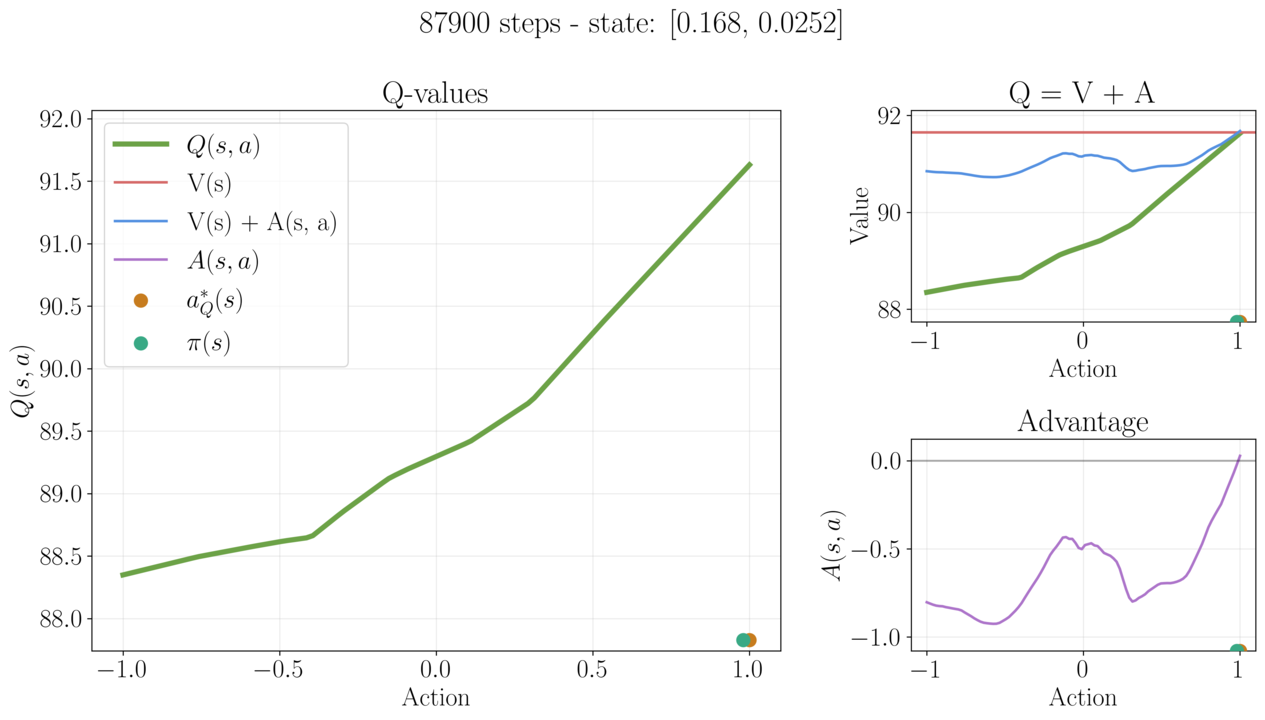 87900 steps - state: [0.168, 0.0252]
Q-values
92.0
91.5
91.0
90.5
90.0
89.5
89.0
88.5
88.0
Q(s, a)
−1.0
−0.5
0.0
0.5
1.0
Action
Q(s, a)
V(s)
V(s) + A(s, a)
A(s, a)
a*Q(s)
π(s)
Q = V + A
92
90
88
Value
−1
0
1
Action
Advantage
0.0
−0.5
−1.0
A(s, a)
−1
0
1
Action